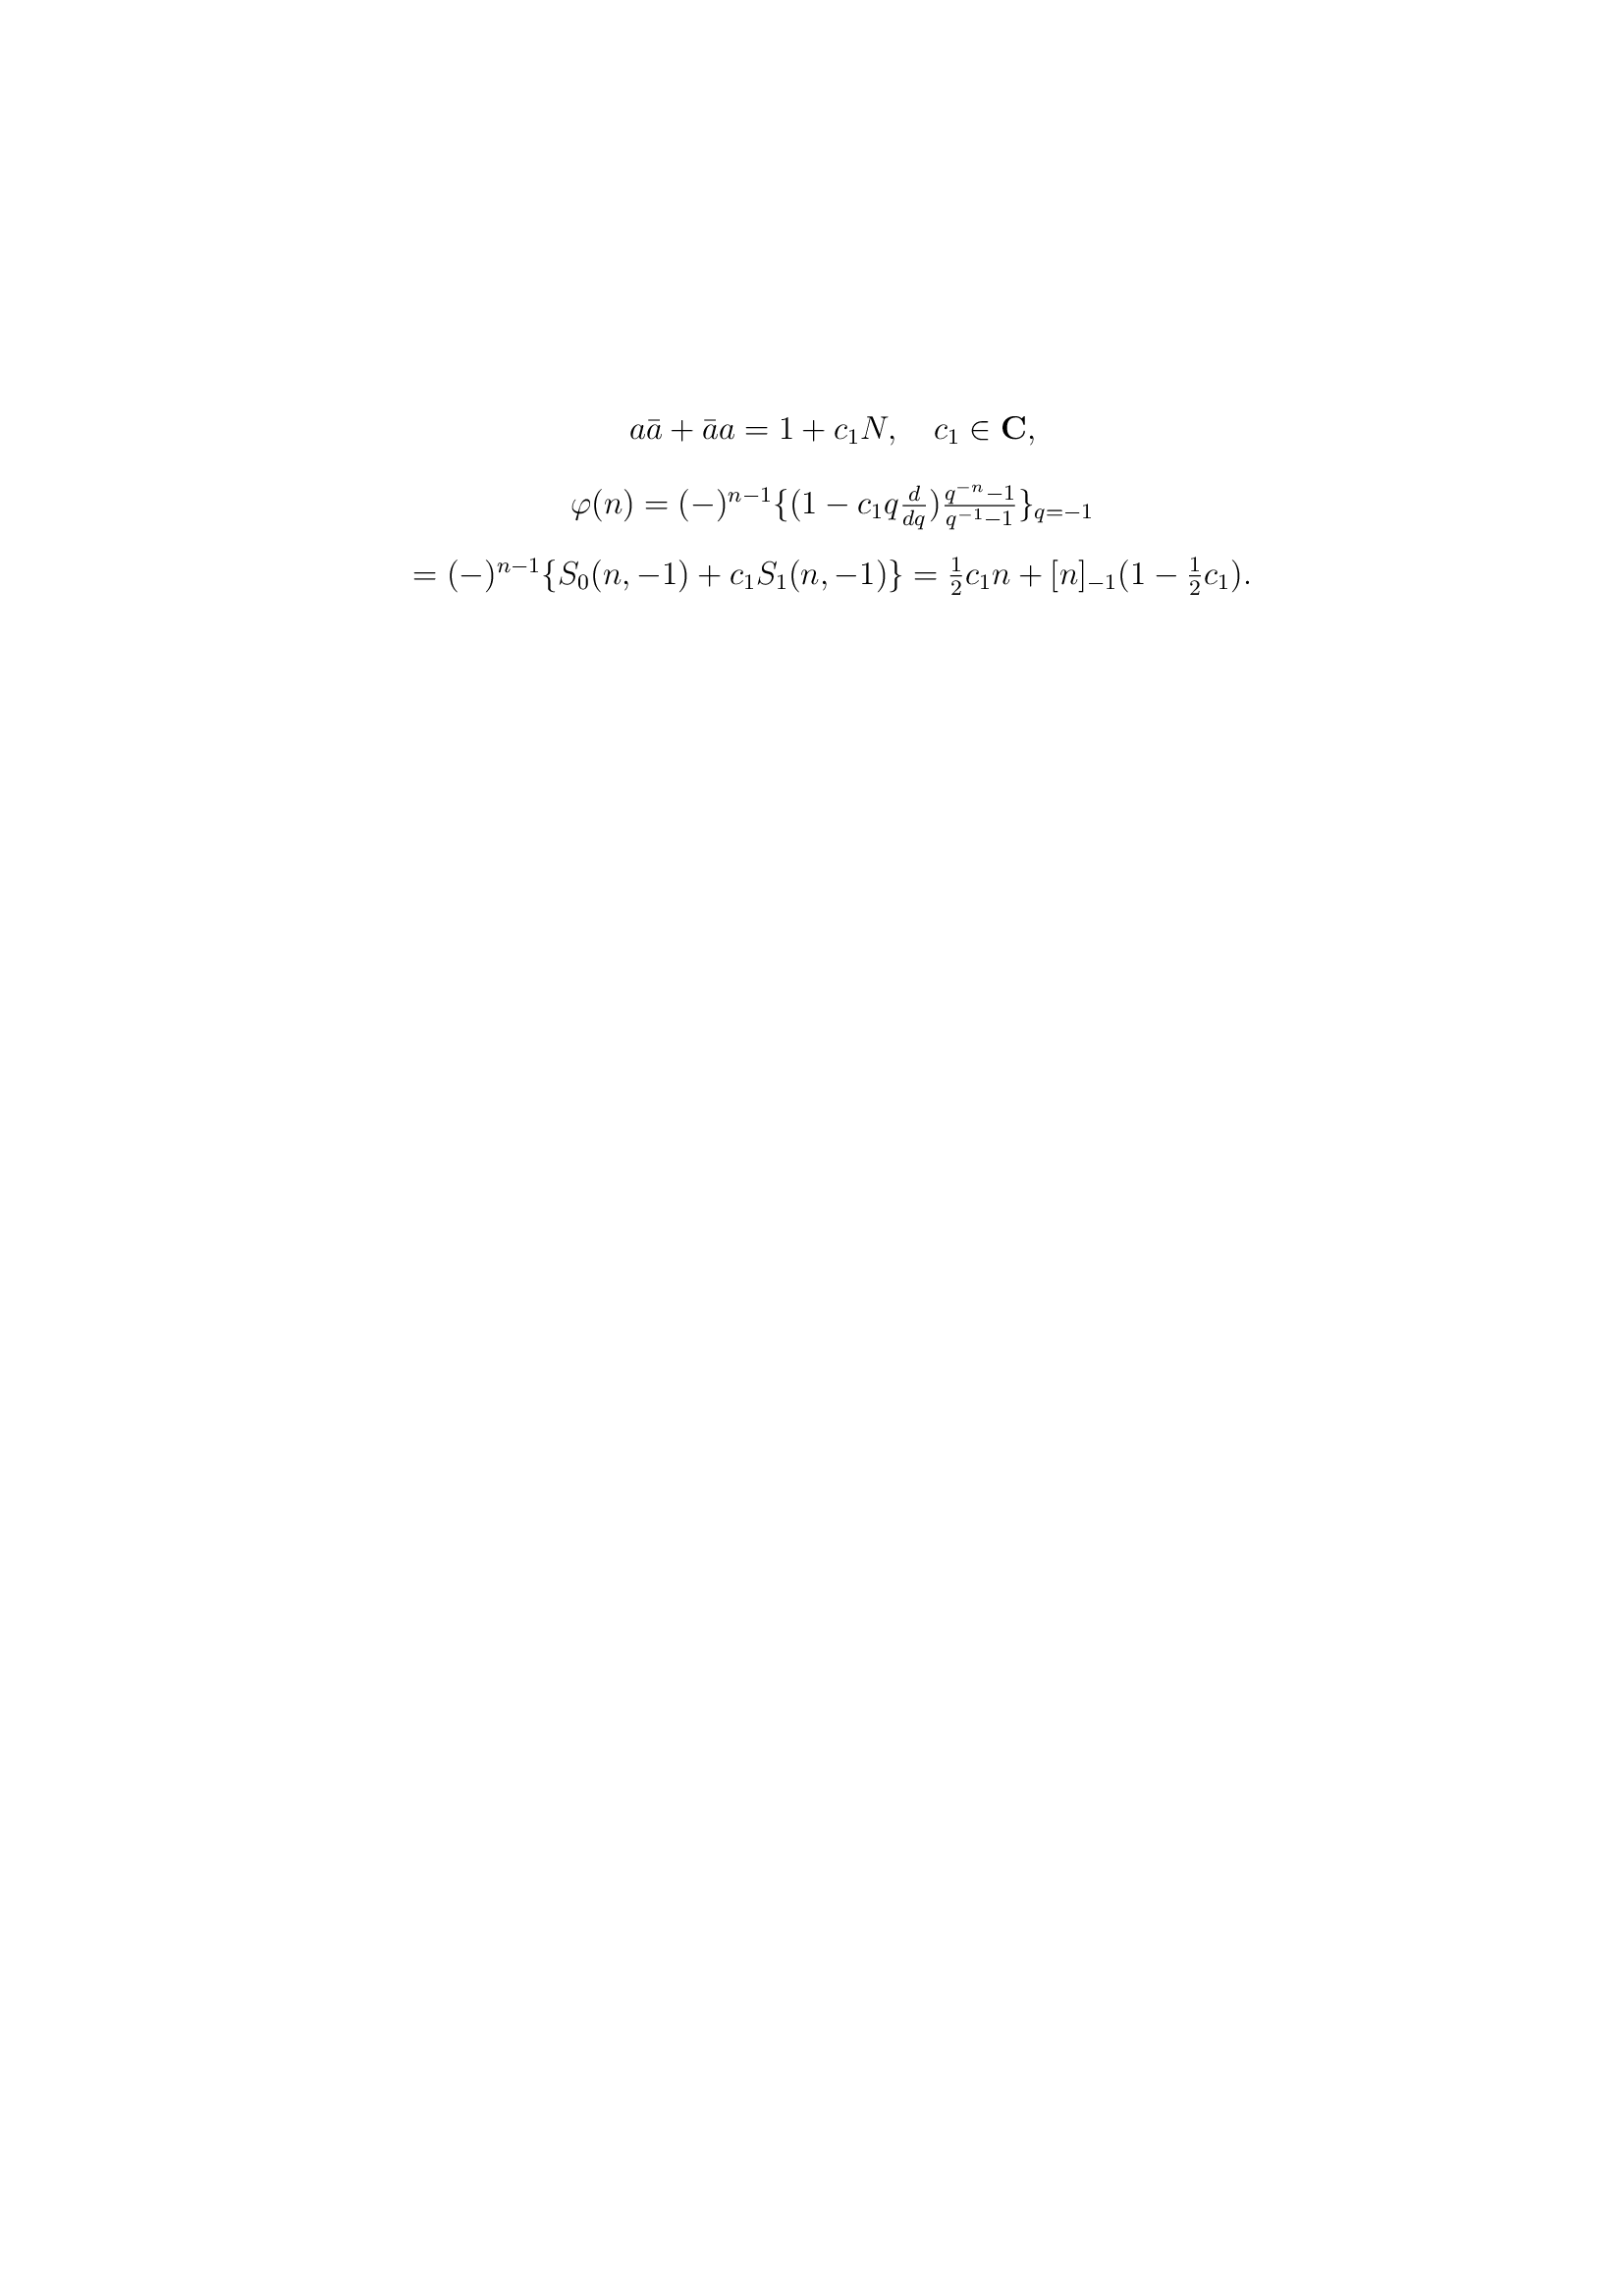 $a\bar{a} + \bar{a}a = 1 + c_1 N, \quad c_1 \in \mathbf{C},$
$\varphi(n) = (-)^{n-1}\{(1 - c_1 q \frac{d}{dq})\frac{q^{-n}-1}{q^{-1}-1}\}_{q=-1}$
$= (-)^{n-1}\{S_0(n,-1) + c_1 S_1(n,-1)\} = \frac{1}{2}c_1 n + [n]_{-1}(1 - \frac{1}{2}c_1).$